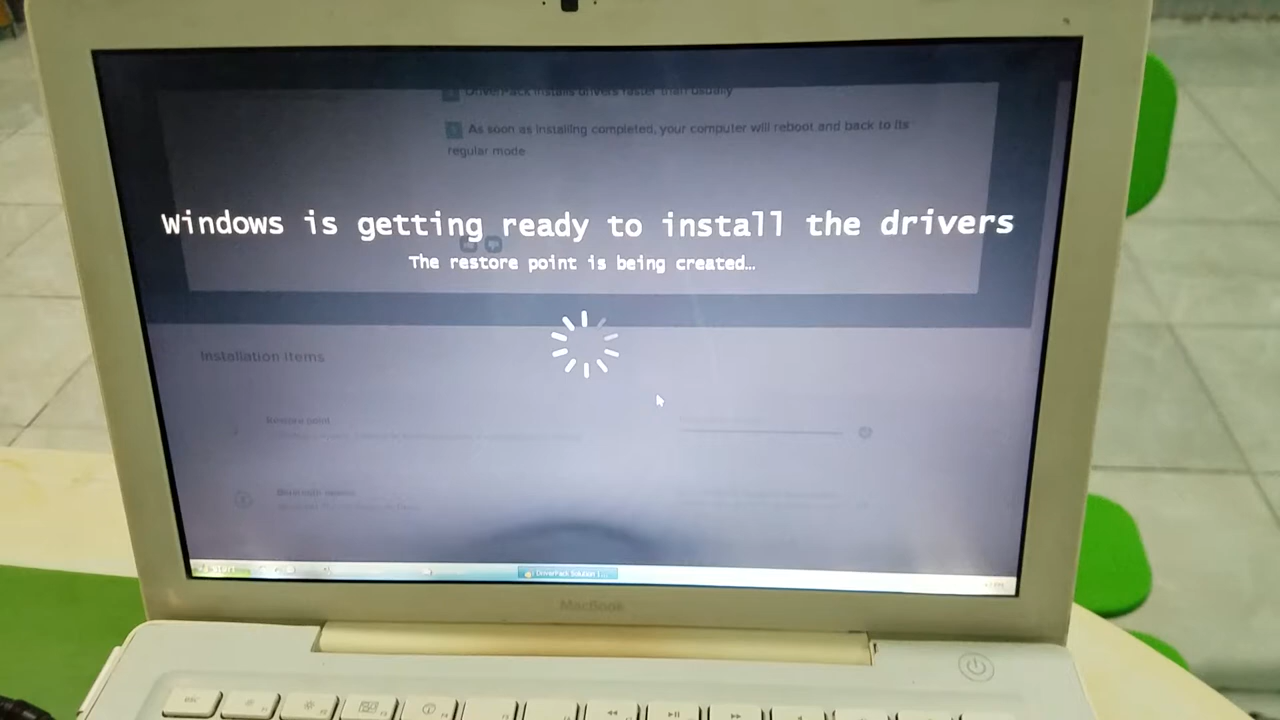 DriverPack installs drivers faster than usually
As soon as installing completed, your computer will reboot and back to its
regular mode
Windows is getting ready to install the drivers
The restore point is being created...
Installation items
Restore point
start
DriverPack Solution
MacBook
esc